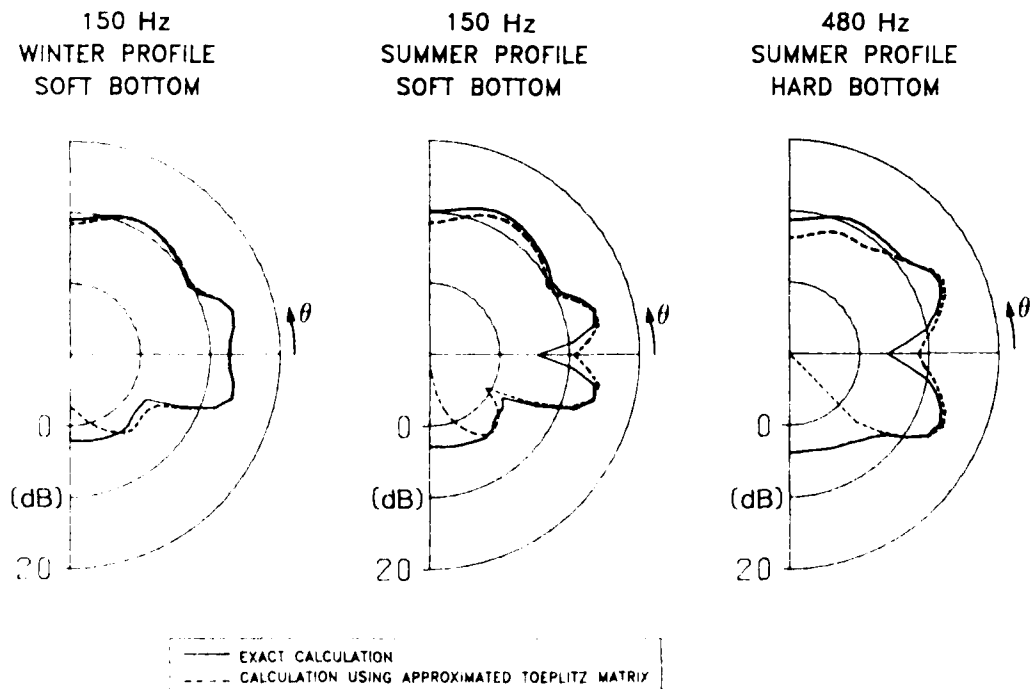 150 Hz
WINTER PROFILE
SOFT BOTTOM
150 Hz
SUMMER PROFILE
SOFT BOTTOM
480 Hz
SUMMER PROFILE
HARD BOTTOM
θ
θ
θ
0
(dB)
20
0
(dB)
20
0
(dB)
20
EXACT CALCULATION
CALCULATION USING APPROXIMATED TOEPLITZ MATRIX